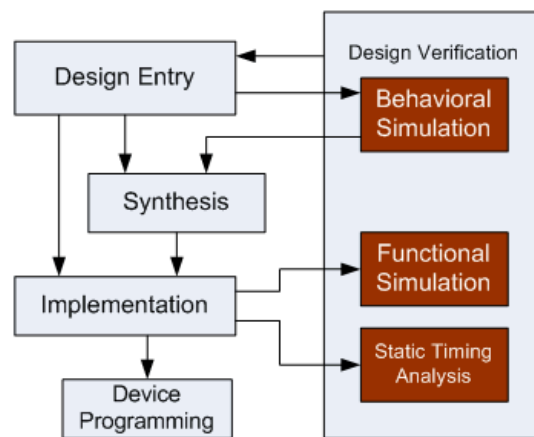 Design Verification
Design Entry
Behavioral
Simulation
Synthesis
Functional
Simulation
Implementation
Static Timing
Analysis
Device
Programming